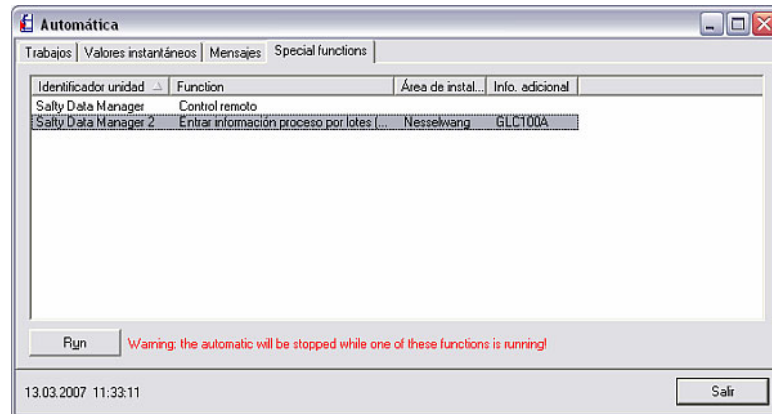 Automática
Trabajos Valores instantáneos Mensajes Special functions
Identificador unidad Function Área de instal... Info. adicional
Safty Data Manager Control remoto
Safty Data Manager 2 Entrar información proceso por lotes (... Nesselwang GLC100A
Run Warning: the automatic will be stopped while one of these functions is running!
13.03.2007 11:33:11 Salir